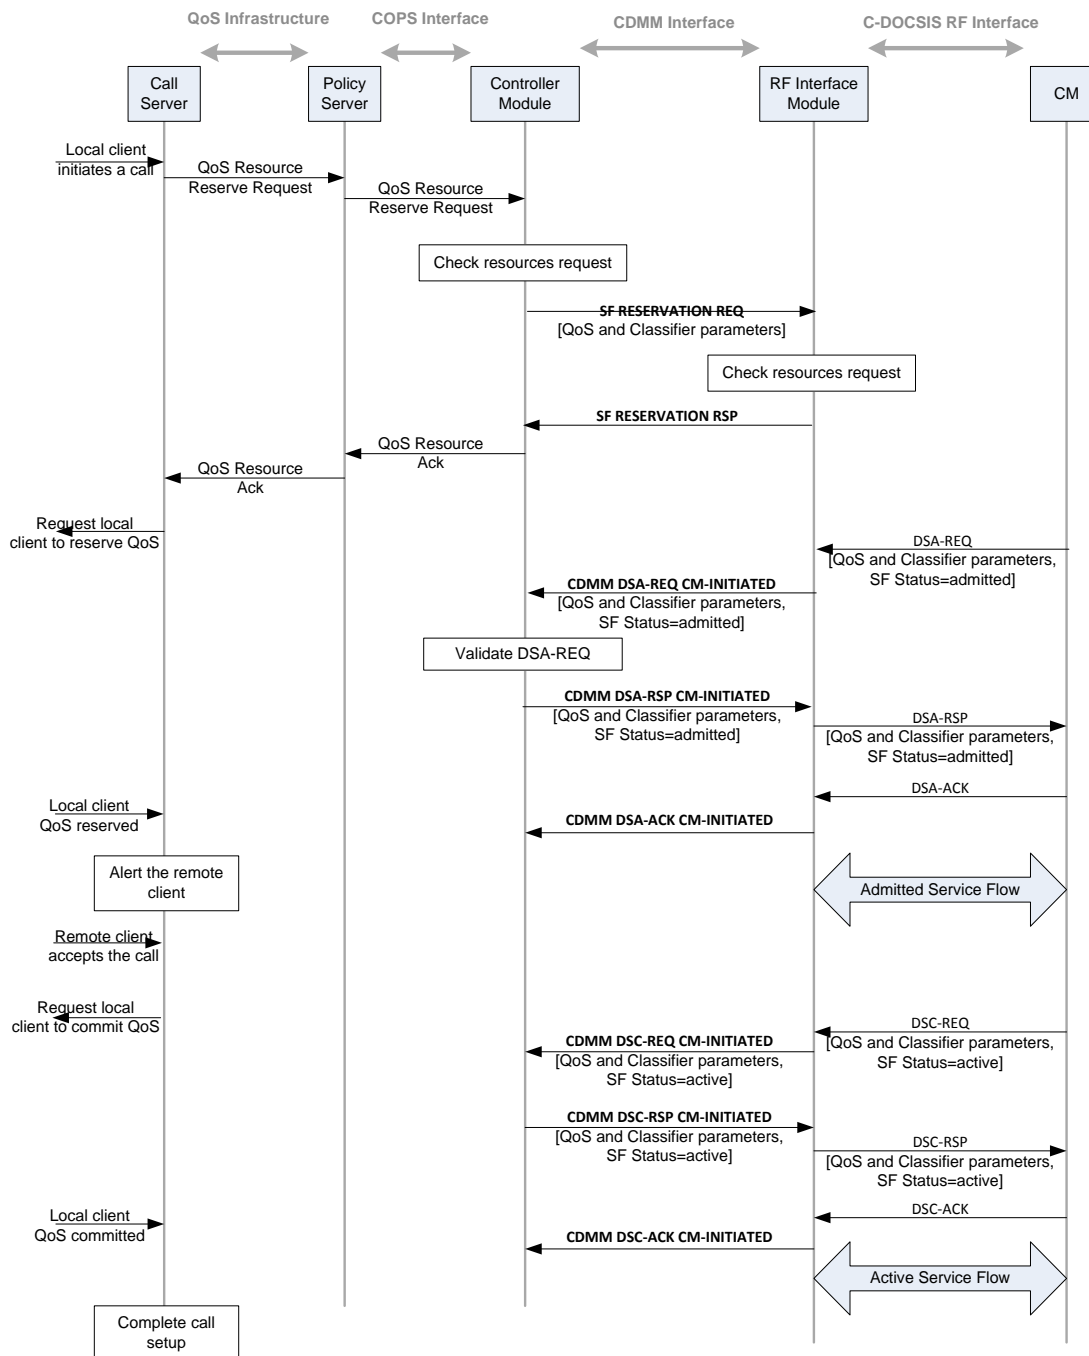 QoS Infrastructure
COPS Interface
CDMM Interface
C-DOCSIS RF Interface
Call
Server
Policy
Server
Controller
Module
RF Interface
Module
CM
Local client
initiates a call
QoS Resource
Reserve Request
QoS Resource
Reserve Request
Check resources request
SF RESERVATION REQ
[QoS and Classifier parameters]
Check resources request
SF RESERVATION RSP
QoS Resource
Ack
QoS Resource
Ack
Request local
client to reserve QoS
DSA-REQ
[QoS and Classifier parameters,
SF Status=admitted]
CDMM DSA-REQ CM-INITIATED
[QoS and Classifier parameters,
SF Status=admitted]
Validate DSA-REQ
CDMM DSA-RSP CM-INITIATED
[QoS and Classifier parameters,
SF Status=admitted]
DSA-RSP
[QoS and Classifier parameters,
SF Status=admitted]
DSA-ACK
Local client
QoS reserved
CDMM DSA-ACK CM-INITIATED
Alert the remote
client
Admitted Service Flow
Remote client
accepts the call
Request local
client to commit QoS
DSC-REQ
[QoS and Classifier parameters,
SF Status=active]
CDMM DSC-REQ CM-INITIATED
[QoS and Classifier parameters,
SF Status=active]
CDMM DSC-RSP CM-INITIATED
[QoS and Classifier parameters,
SF Status=active]
DSC-RSP
[QoS and Classifier parameters,
SF Status=active]
DSC-ACK
Local client
QoS committed
CDMM DSC-ACK CM-INITIATED
Active Service Flow
Complete call
setup